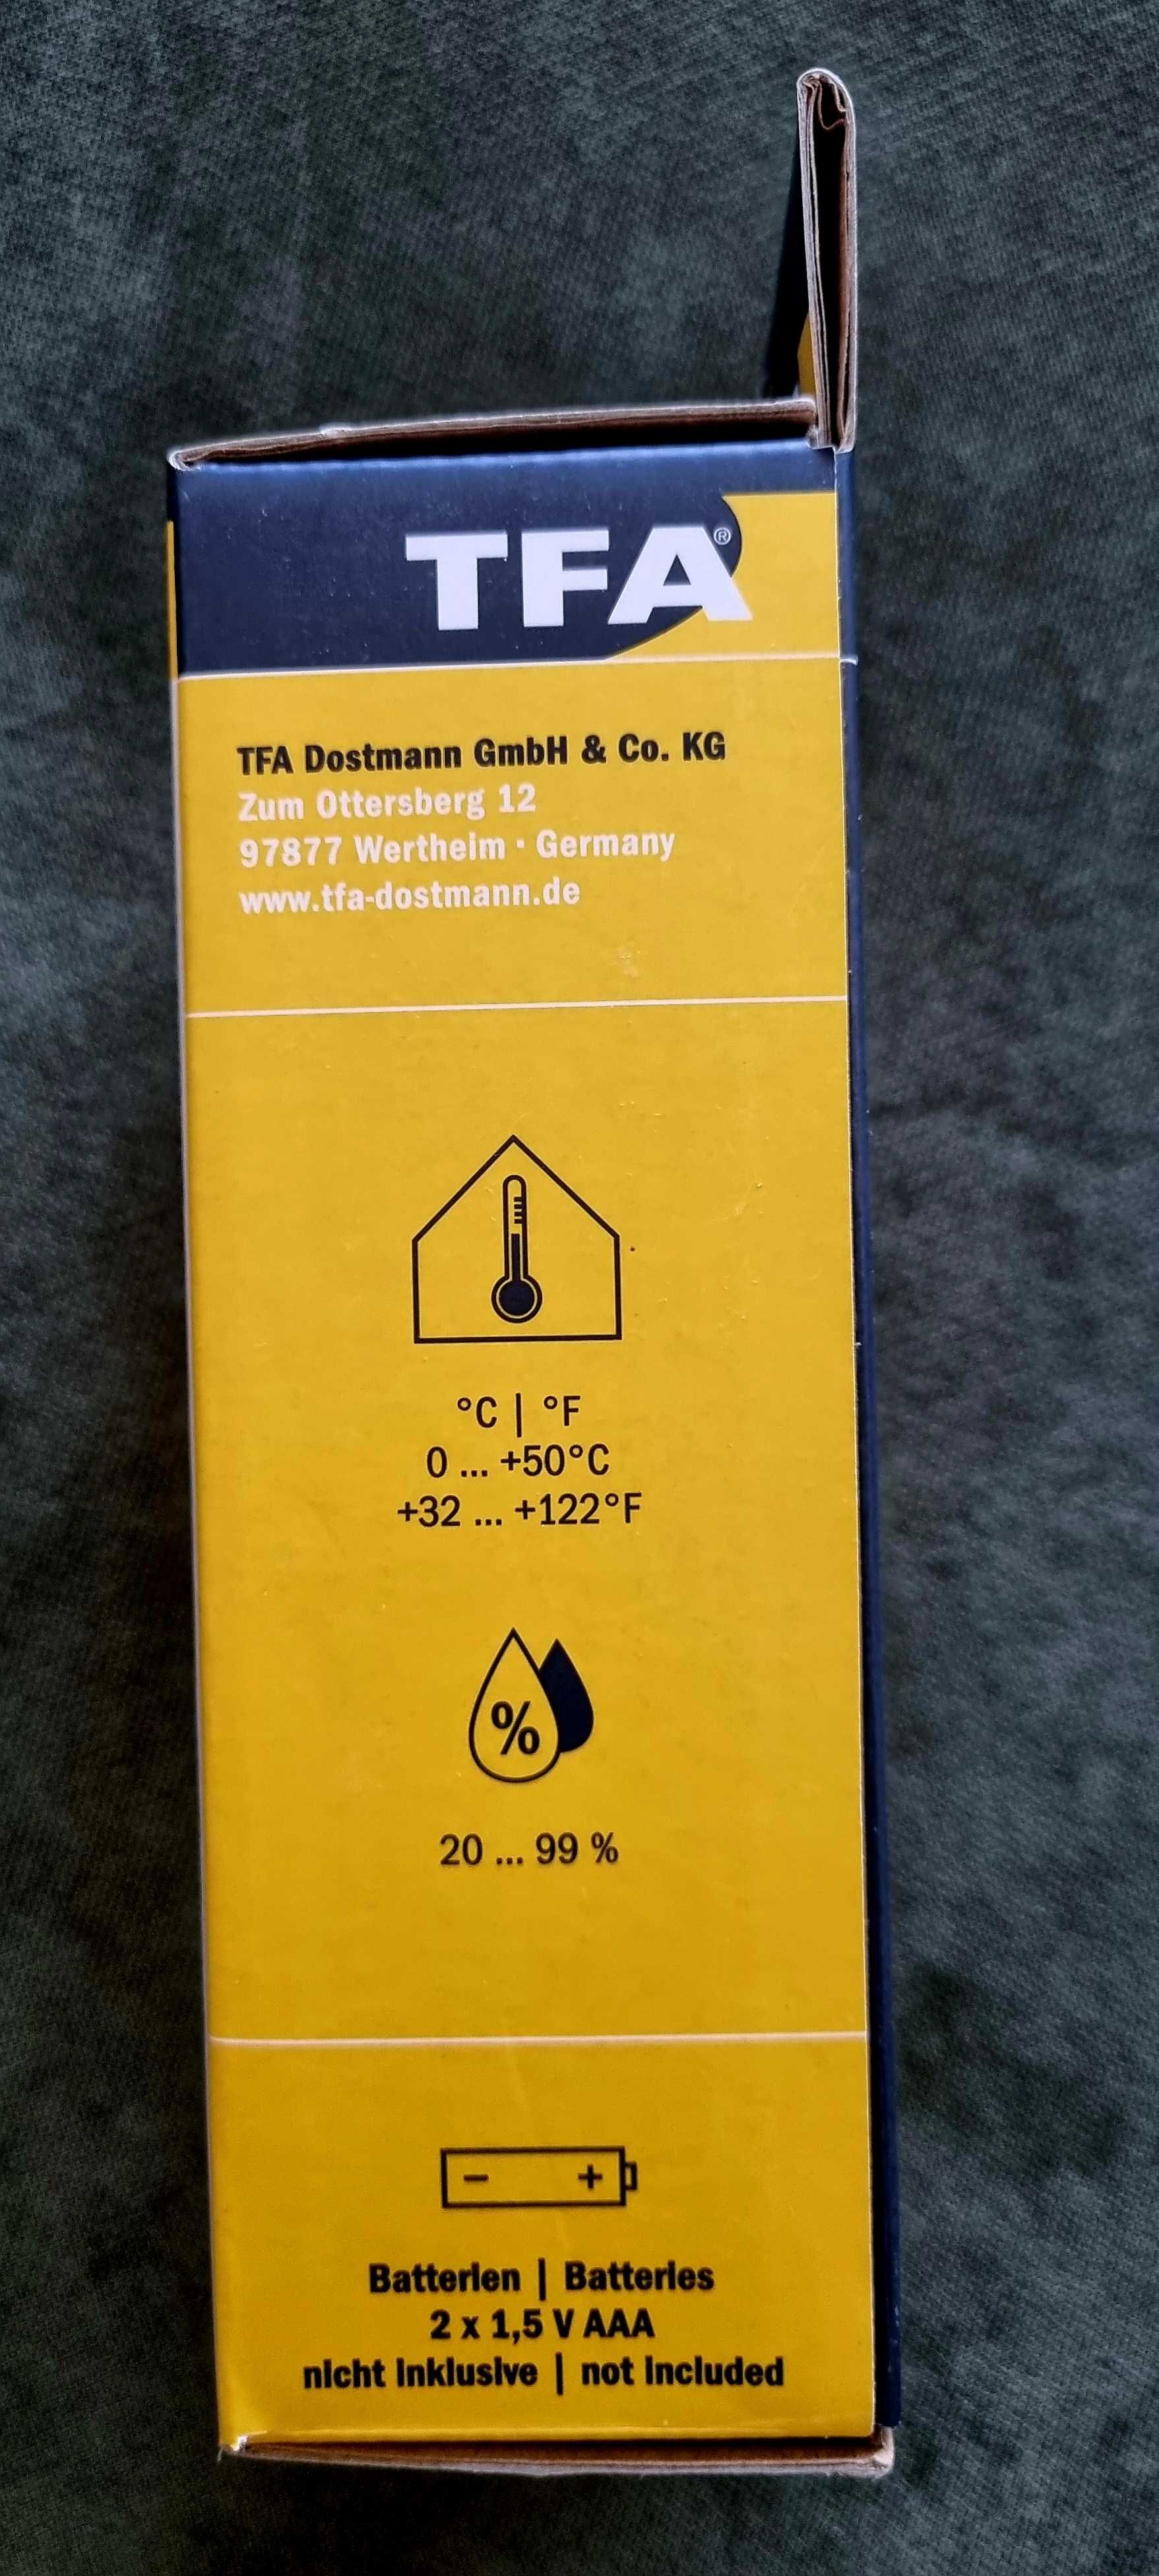 TFA®
TFA Dostmann GmbH & Co. KG
Zum Ottersberg 12
97877 Wertheim · Germany
www.tfa-dostmann.de
°C | °F
0 ... +50°C
+32 ... +122°F
%
20 ... 99 %
- +
Batterien | Batteries
2 x 1,5 V AAA
nicht inklusive | not included